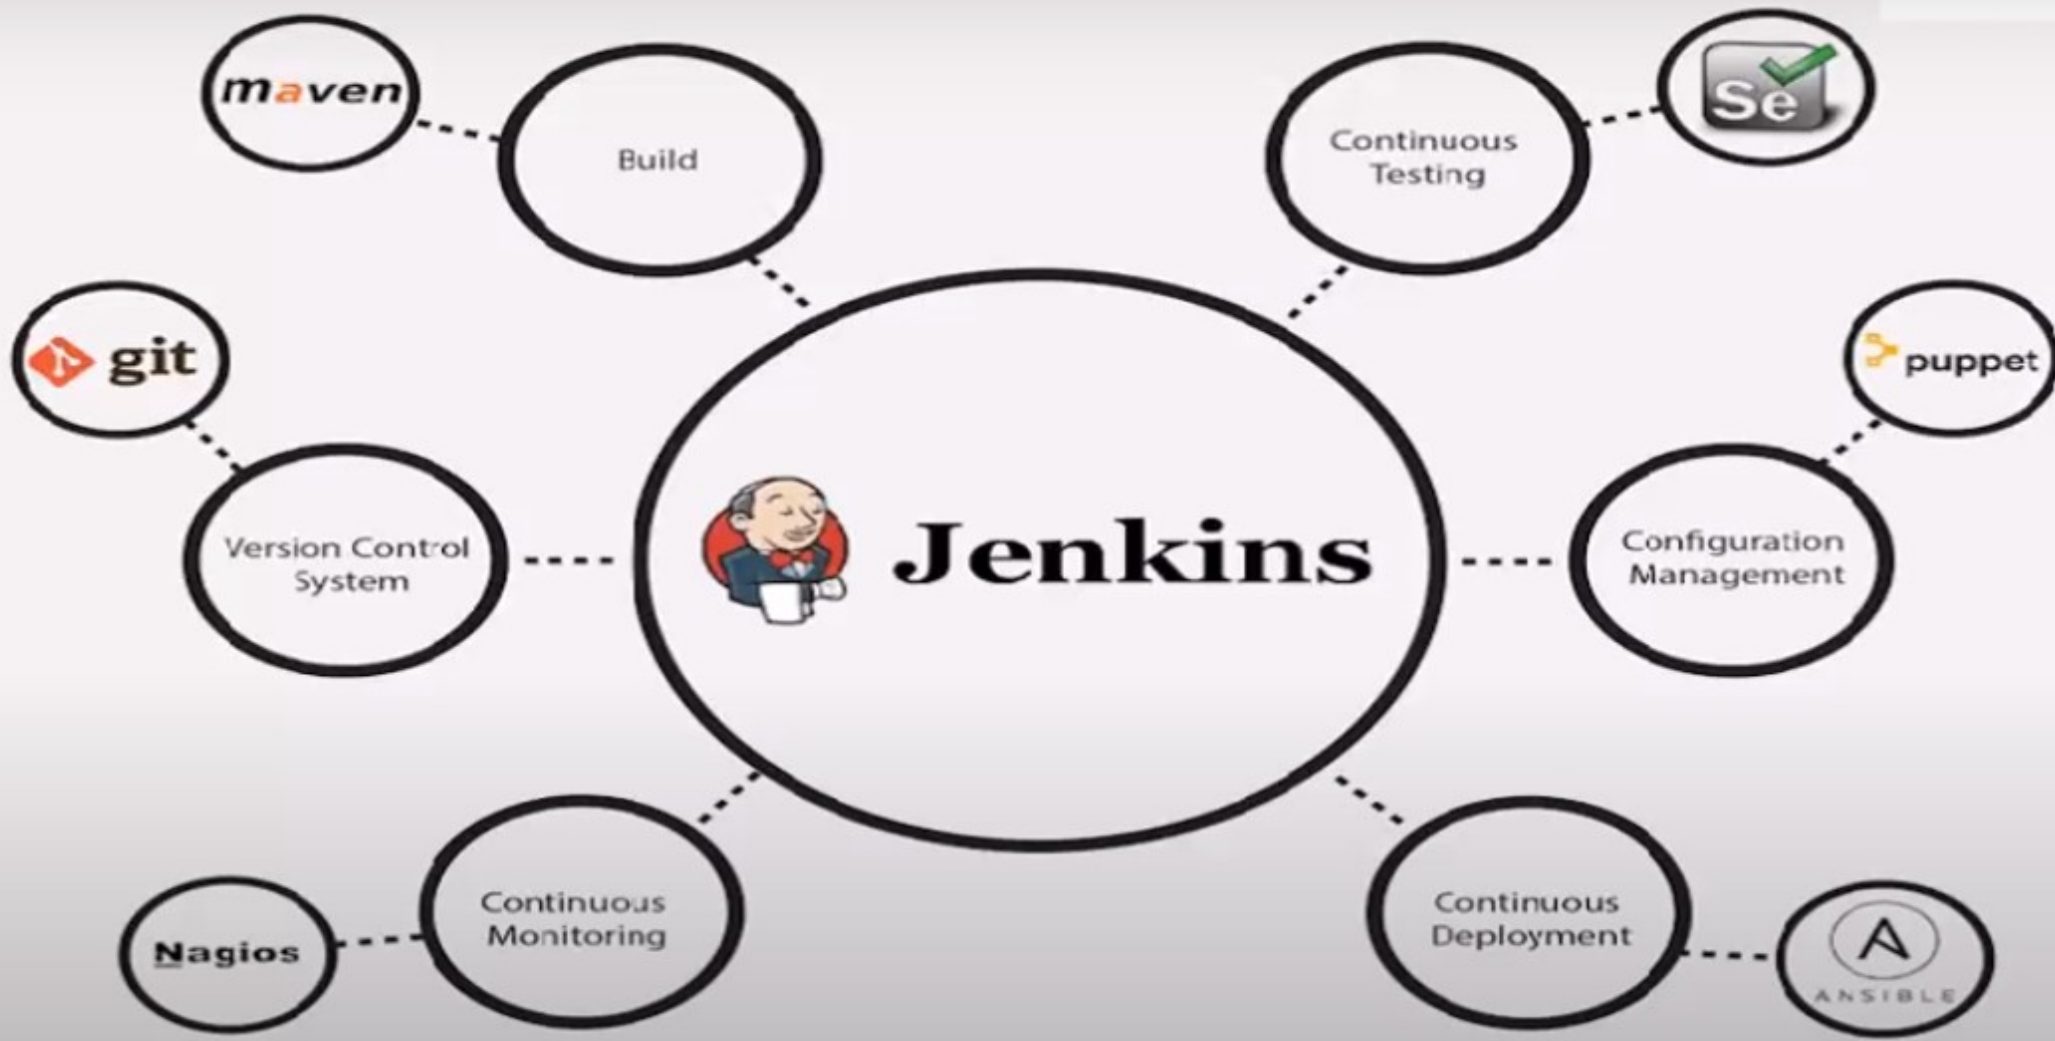 maven
Build
Continuous
Testing
Se
git
puppet
Version Control
System
Jenkins
Configuration
Management
Continuous
Monitoring
Nagios
Continuous
Deployment
A
ANSIBLE